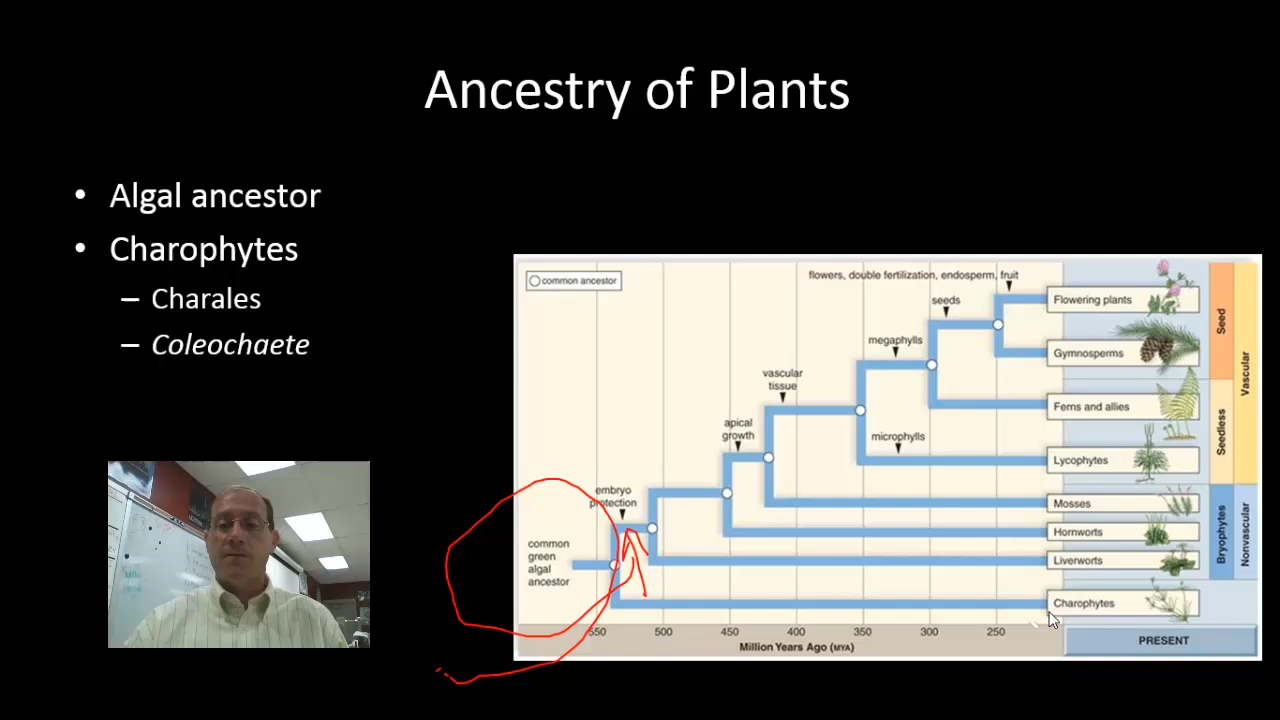 Ancestry of Plants
• Algal ancestor
• Charophytes
– Charales
– Coleochaete
common ancestor
flowers, double fertilization, endosperm, fruit
seeds
megaphylls
vascular
tissue
apical
growth
microphylls
embryo
protection
common
green
algal
ancestor
Flowering plants
Gymnosperms
Ferns and allies
Lycophytes
Mosses
Hornworts
Liverworts
Charophytes
Seed
Seedless
Vascular
Bryophytes
Nonvascular
550 500 450 400 350 300 250
Million Years Ago (MYA)
PRESENT